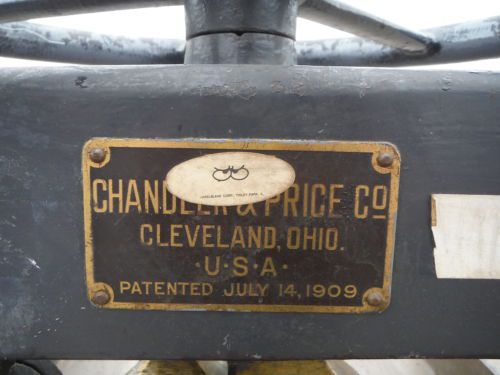 CHANDLER & PRICE CO
CLEVELAND, OHIO.
·U·S·A·
PATENTED JULY 14, 1909